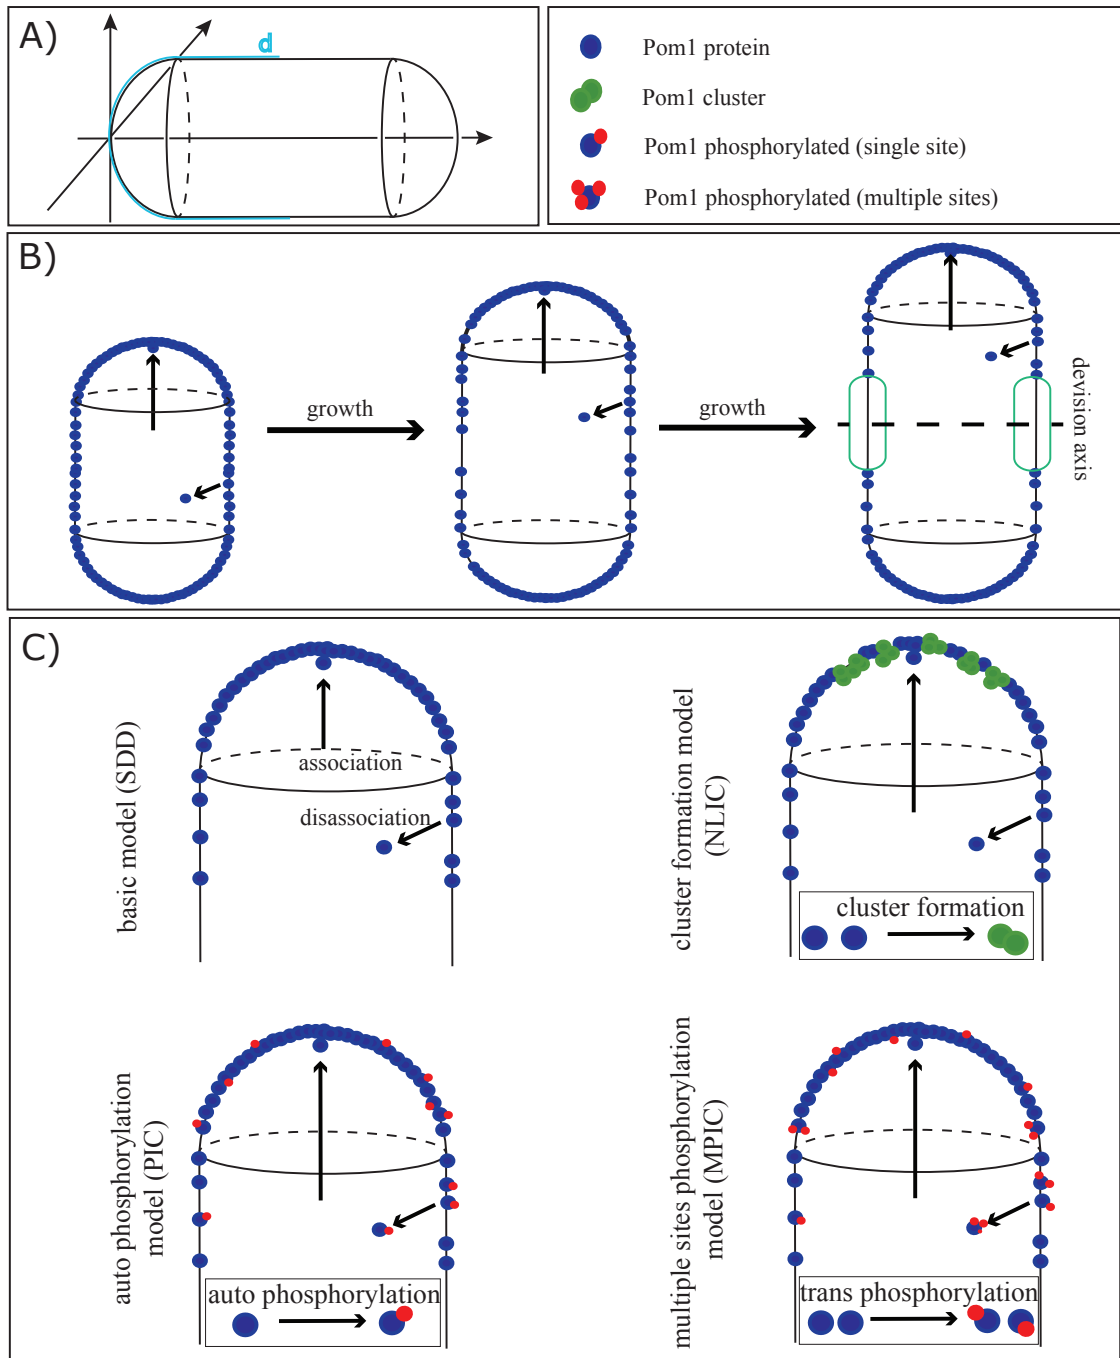 A)
d
Pom1 protein
Pom1 cluster
Pom1 phosphorylated (single site)
Pom1 phosphorylated (multiple sites)
B)
growth
growth
devision axis
C)
basic model (SDD)
association
disassociation
cluster formation model
(NLIC)
cluster formation
auto phosphorylation
model (PIC)
auto phosphorylation
multiple sites phosphorylation
model (MPIC)
trans phosphorylation